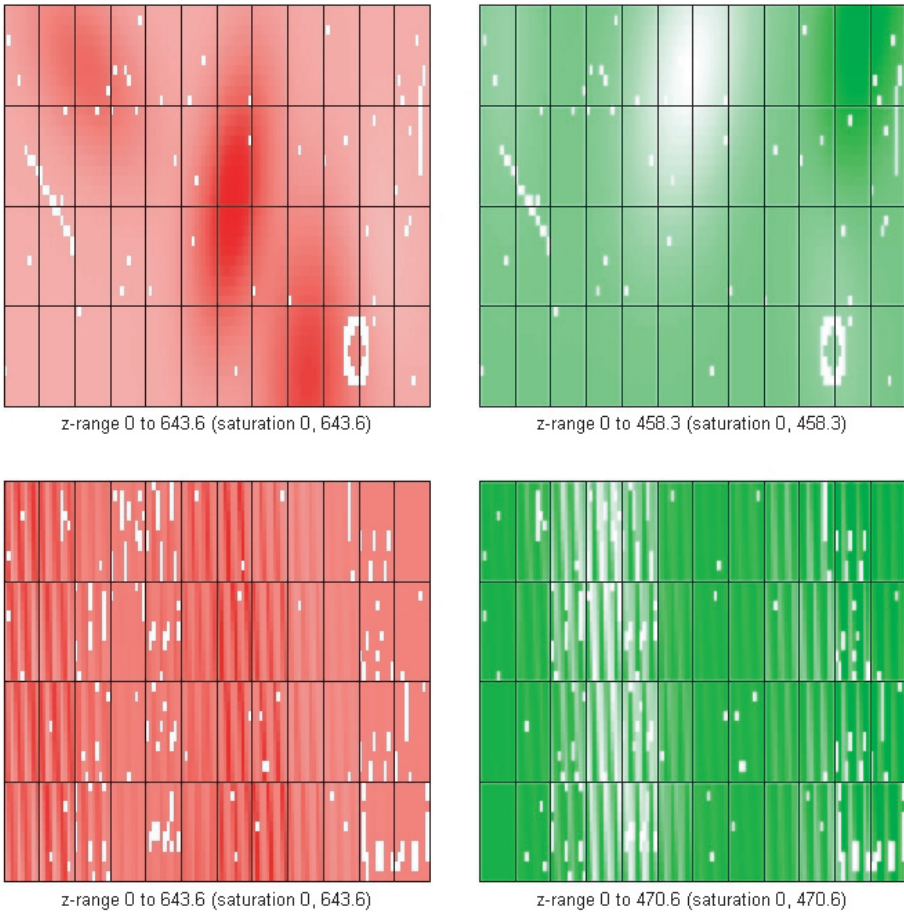 z-range 0 to 643.6 (saturation 0, 643.6)
z-range 0 to 458.3 (saturation 0, 458.3)
z-range 0 to 643.6 (saturation 0, 643.6)
z-range 0 to 470.6 (saturation 0, 470.6)